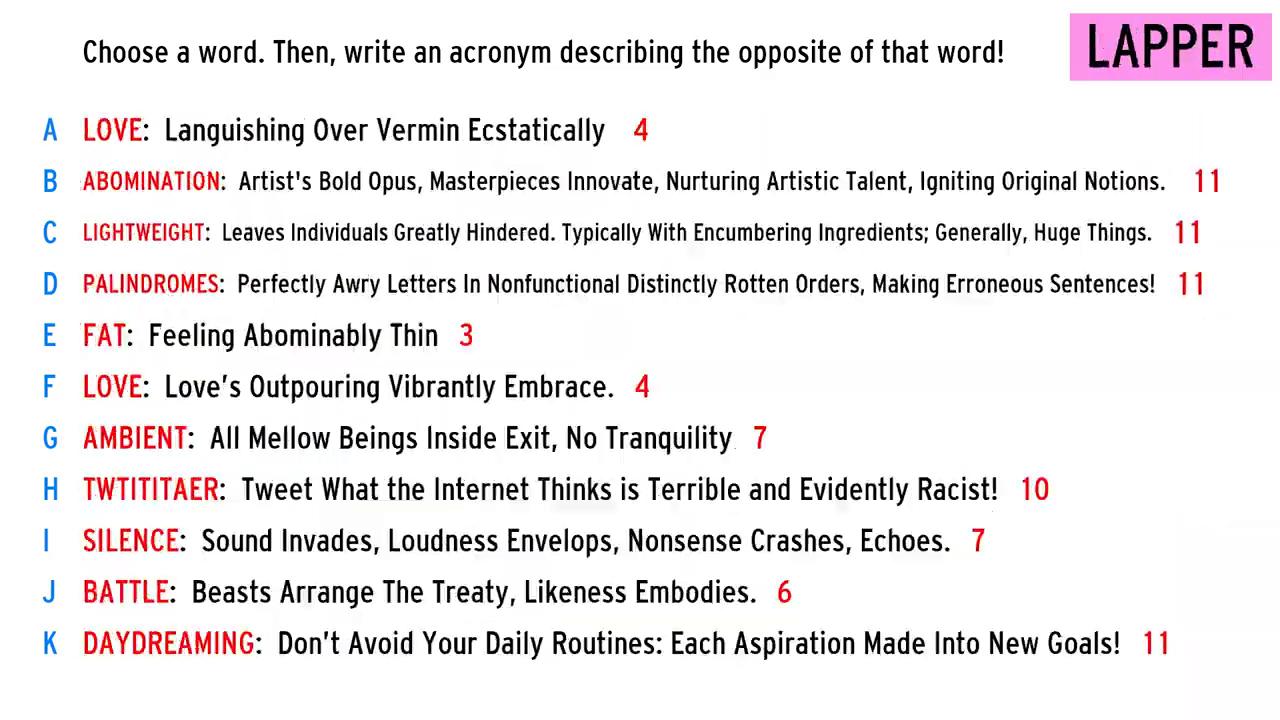 Choose a word. Then, write an acronym describing the opposite of that word!
LAPPER
A LOVE: Languishing Over Vermin Ecstatically 4
B ABOMINATION: Artist's Bold Opus, Masterpieces Innovate, Nurturing Artistic Talent, Igniting Original Notions. 11
C LIGHTWEIGHT: Leaves Individuals Greatly Hindered. Typically With Encumbering Ingredients; Generally, Huge Things. 11
D PALINDROMES: Perfectly Awry Letters In Nonfunctional Distinctly Rotten Orders, Making Erroneous Sentences! 11
E FAT: Feeling Abominably Thin 3
F LOVE: Love’s Outpouring Vibrantly Embrace. 4
G AMBIENT: All Mellow Beings Inside Exit, No Tranquility 7
H TWTITITAER: Tweet What the Internet Thinks is Terrible and Evidently Racist! 10
I SILENCE: Sound Invades, Loudness Envelops, Nonsense Crashes, Echoes. 7
J BATTLE: Beasts Arrange The Treaty, Likeness Embodies. 6
K DAYDREAMING: Don’t Avoid Your Daily Routines: Each Aspiration Made Into New Goals! 11